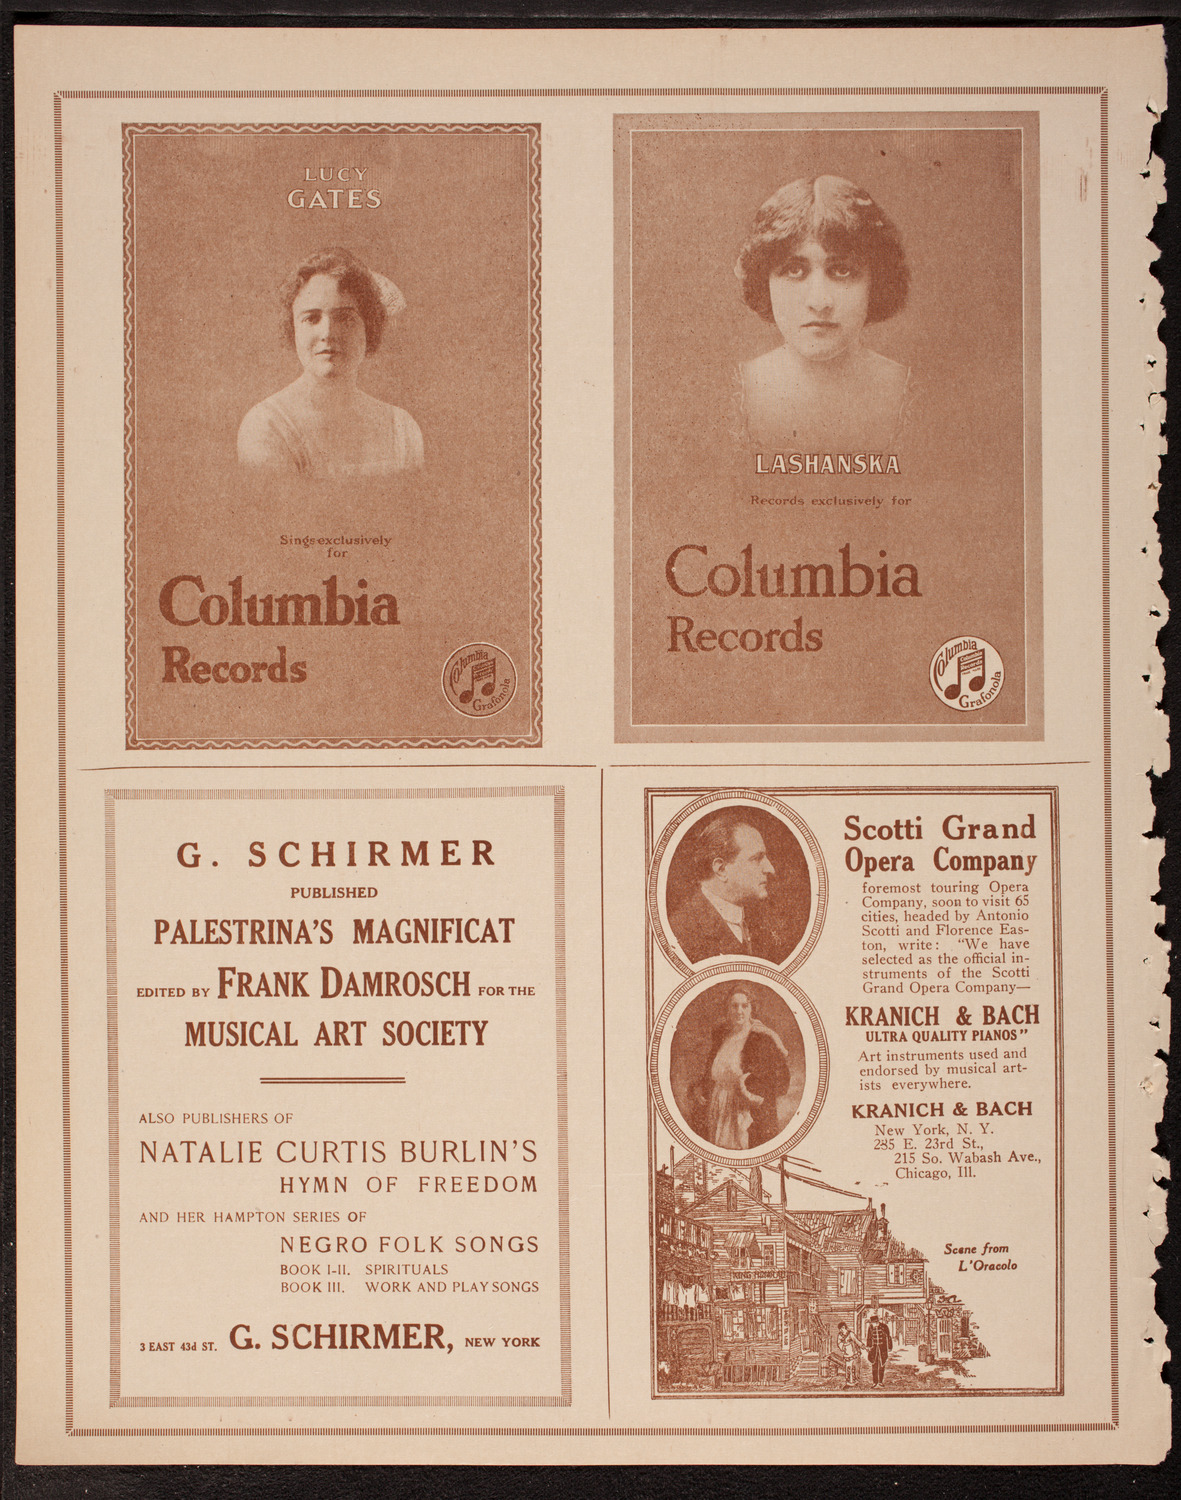 LUCY
GATES
Sings exclusively
for
Columbia
Records
Columbia
Grafonola
LASHANSKA
Records exclusively for
Columbia
Records
Columbia
Columbia
Records
Grafonola
G. SCHIRMER
PUBLISHED
PALESTRINA'S MAGNIFICAT
EDITED BY FRANK DAMROSCH FOR THE
MUSICAL ART SOCIETY
ALSO PUBLISHERS OF
NATALIE CURTIS BURLIN'S
HYMN OF FREEDOM
AND HER HAMPTON SERIES OF
NEGRO FOLK SONGS
BOOK I-II. SPIRITUALS
BOOK III. WORK AND PLAY SONGS
3 EAST 43d ST. G. SCHIRMER, NEW YORK
Scotti Grand
Opera Company
foremost touring Opera
Company, soon to visit 65
cities, headed by Antonio
Scotti and Florence Eas-
ton, write: "We have
selected as the official in-
struments of the Scotti
Grand Opera Company—
KRANICH & BACH
ULTRA QUALITY PIANOS"
Art instruments used and
endorsed by musical art-
ists everywhere.
KRANICH & BACH
New York, N. Y.
285 E. 23rd St.,
215 So. Wabash Ave.,
Chicago, Ill.
Scene from
L'Oracolo